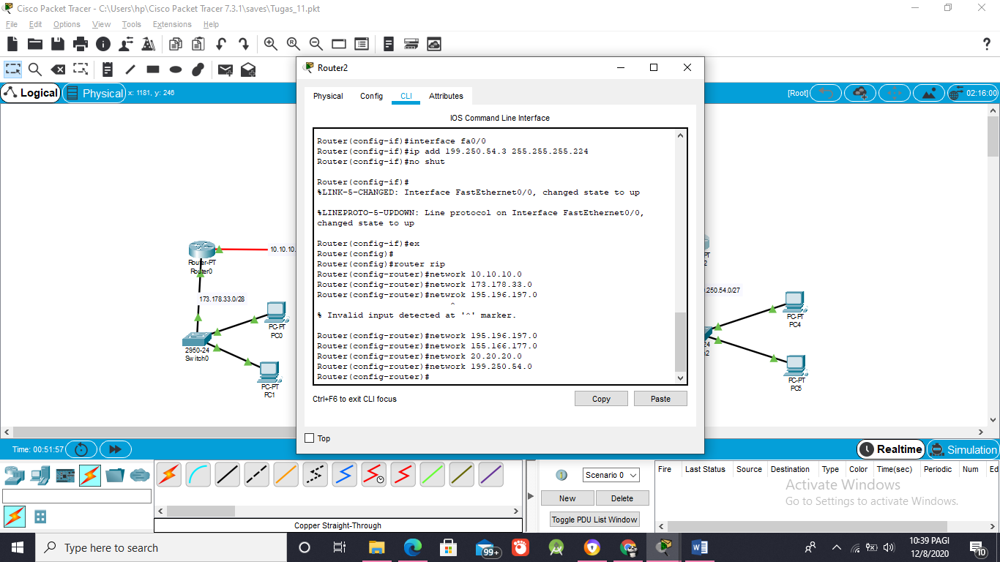 Cisco Packet Tracer - C:\Users\hp\Cisco Packet Tracer 7.3.1\saves\Tugas_11.pkt
File Edit Options View Tools Extensions Help
Logical Physical x: 1181, y: 246 [Root] 02:16:00
Router2
Physical Config CLI Attributes
IOS Command Line Interface
Router(config-if)#interface fa0/0
Router(config-if)#ip add 199.250.54.3 255.255.255.224
Router(config-if)#no shut
Router(config-if)#
%LINK-5-CHANGED: Interface FastEthernet0/0, changed state to up
%LINEPROTO-5-UPDOWN: Line protocol on Interface FastEthernet0/0,
changed state to up
Router(config-if)#ex
Router(config)#
Router(config)#router rip
Router(config-router)#network 10.10.10.0
Router(config-router)#network 173.178.33.0
Router(config-router)#netwrok 195.196.197.0
^
% Invalid input detected at '^' marker.
Router(config-router)#network 195.196.197.0
Router(config-router)#network 155.166.177.0
Router(config-router)#network 20.20.20.0
Router(config-router)#network 199.250.54.0
Router(config-router)#
Ctrl+F6 to exit CLI focus
Copy
Paste
Top
10.10.10.
Router-PT
Router0
173.178.33.0/28
PC-PT
PC0
2950-24
Switch0
PC-PT
PC1
PT
2
.250.54.0/27
PC-PT
PC4
24
h2
PC-PT
PC5
Time: 00:51:57
Realtime Simulation
Scenario 0
New Delete
Toggle PDU List Window
Fire Last Status Source Destination Type Color Time(sec) Periodic Num Ed
Activate Windows
Go to Settings to activate Windows.
Copper Straight-Through
Type here to search
99+
10:39 PAGI
12/8/2020
10